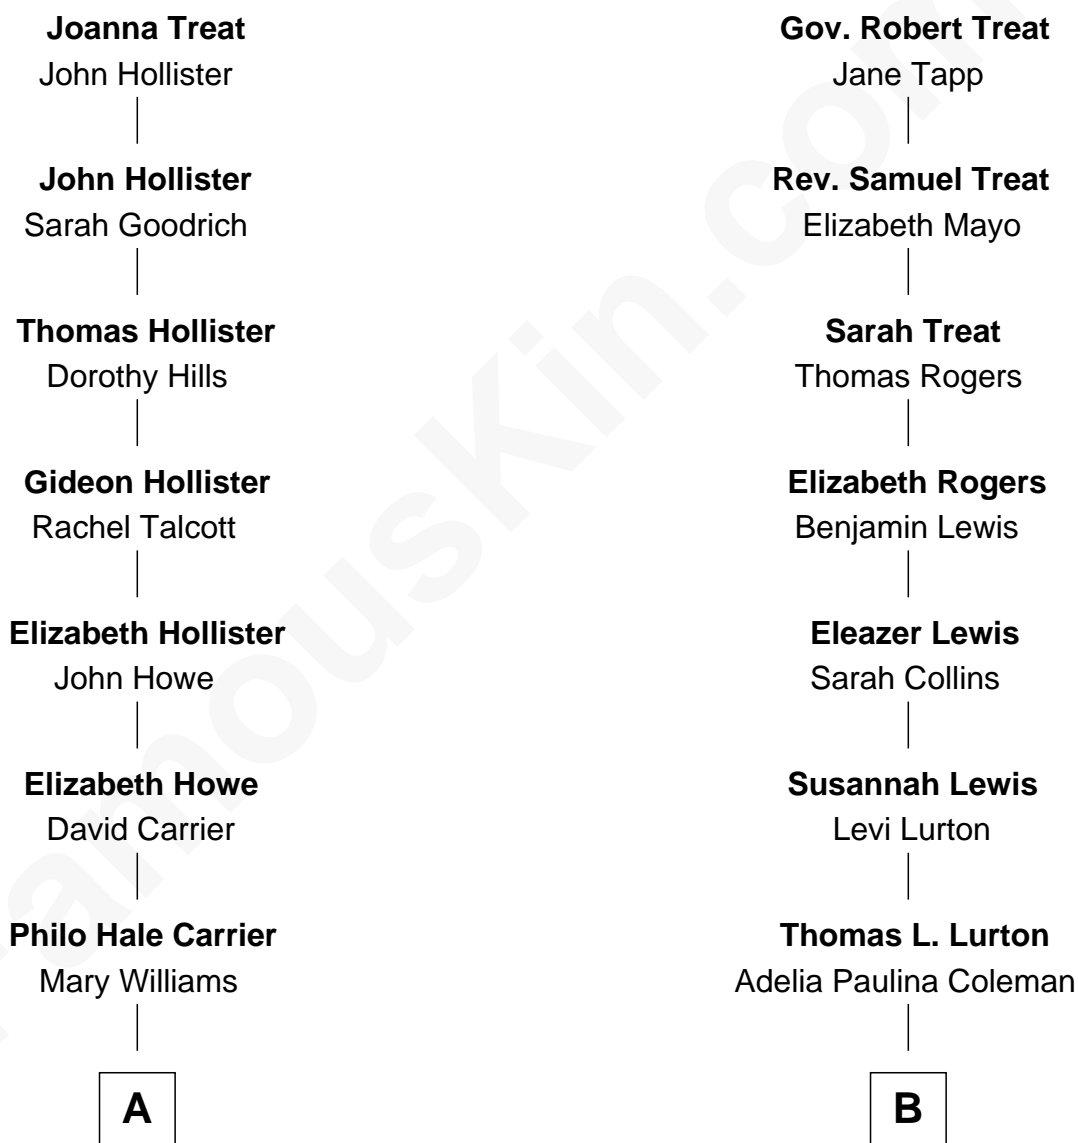 Joanna Treat
John Hollister
John Hollister
Sarah Goodrich
Thomas Hollister
Dorothy Hills
Gideon Hollister
Rachel Talcott
Elizabeth Hollister
John Howe
Elizabeth Howe
David Carrier
Philo Hale Carrier
Mary Williams
A
Gov. Robert Treat
Jane Tapp
Rev. Samuel Treat
Elizabeth Mayo
Sarah Treat
Thomas Rogers
Elizabeth Rogers
Benjamin Lewis
Eleazer Lewis
Sarah Collins
Susannah Lewis
Levi Lurton
Thomas L. Lurton
Adelia Paulina Coleman
B
FamousKin.com